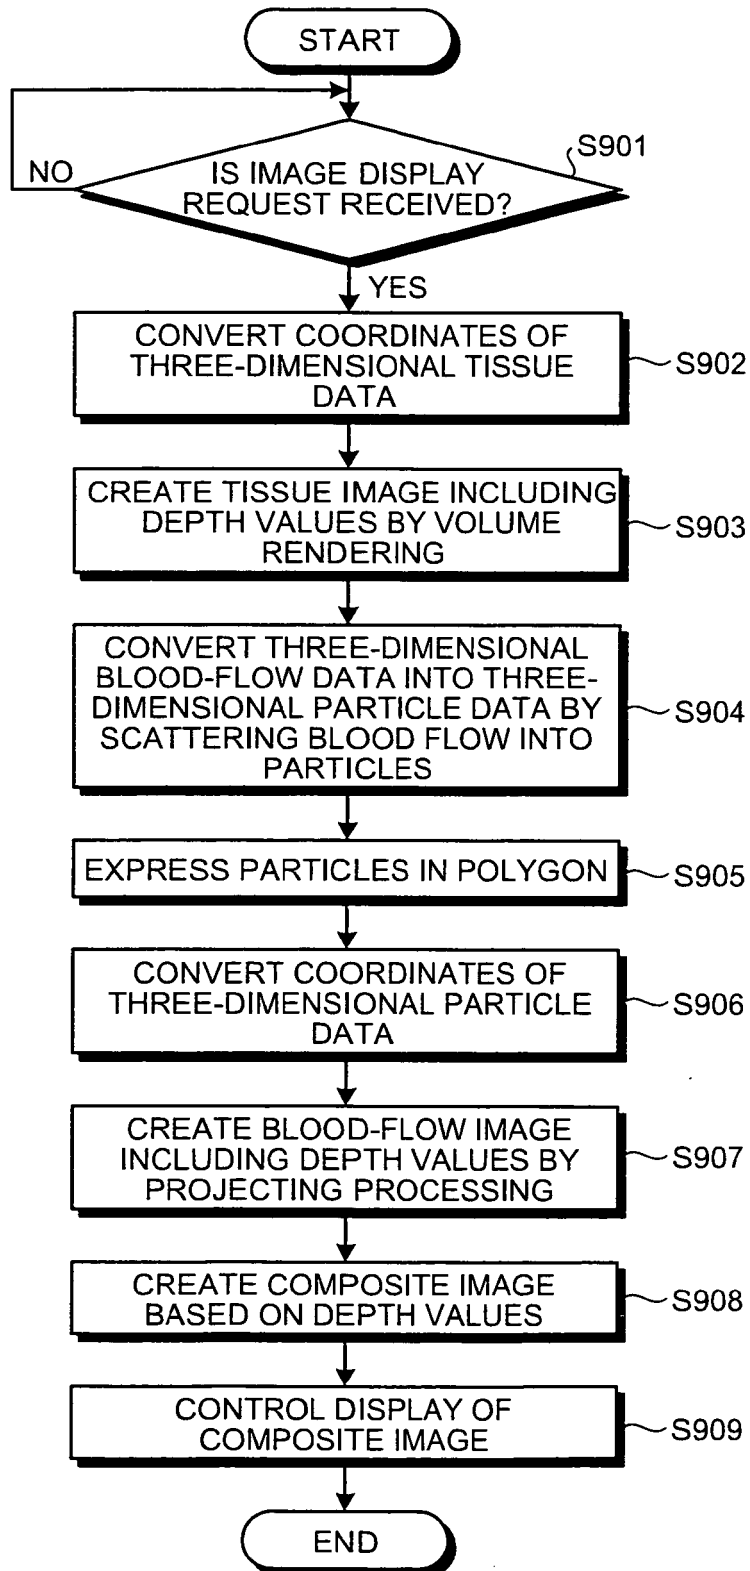 START
S901
NO
IS IMAGE DISPLAY
REQUEST RECEIVED?
YES
CONVERT COORDINATES OF
THREE-DIMENSIONAL TISSUE
DATA
S902
CREATE TISSUE IMAGE INCLUDING
DEPTH VALUES BY VOLUME
RENDERING
S903
CONVERT THREE-DIMENSIONAL
BLOOD-FLOW DATA INTO THREE-
DIMENSIONAL PARTICLE DATA BY
SCATTERING BLOOD FLOW INTO
PARTICLES
S904
EXPRESS PARTICLES IN POLYGON
S905
CONVERT COORDINATES OF
THREE-DIMENSIONAL PARTICLE
DATA
S906
CREATE BLOOD-FLOW IMAGE
INCLUDING DEPTH VALUES BY
PROJECTING PROCESSING
S907
CREATE COMPOSITE IMAGE
BASED ON DEPTH VALUES
S908
CONTROL DISPLAY OF
COMPOSITE IMAGE
S909
END